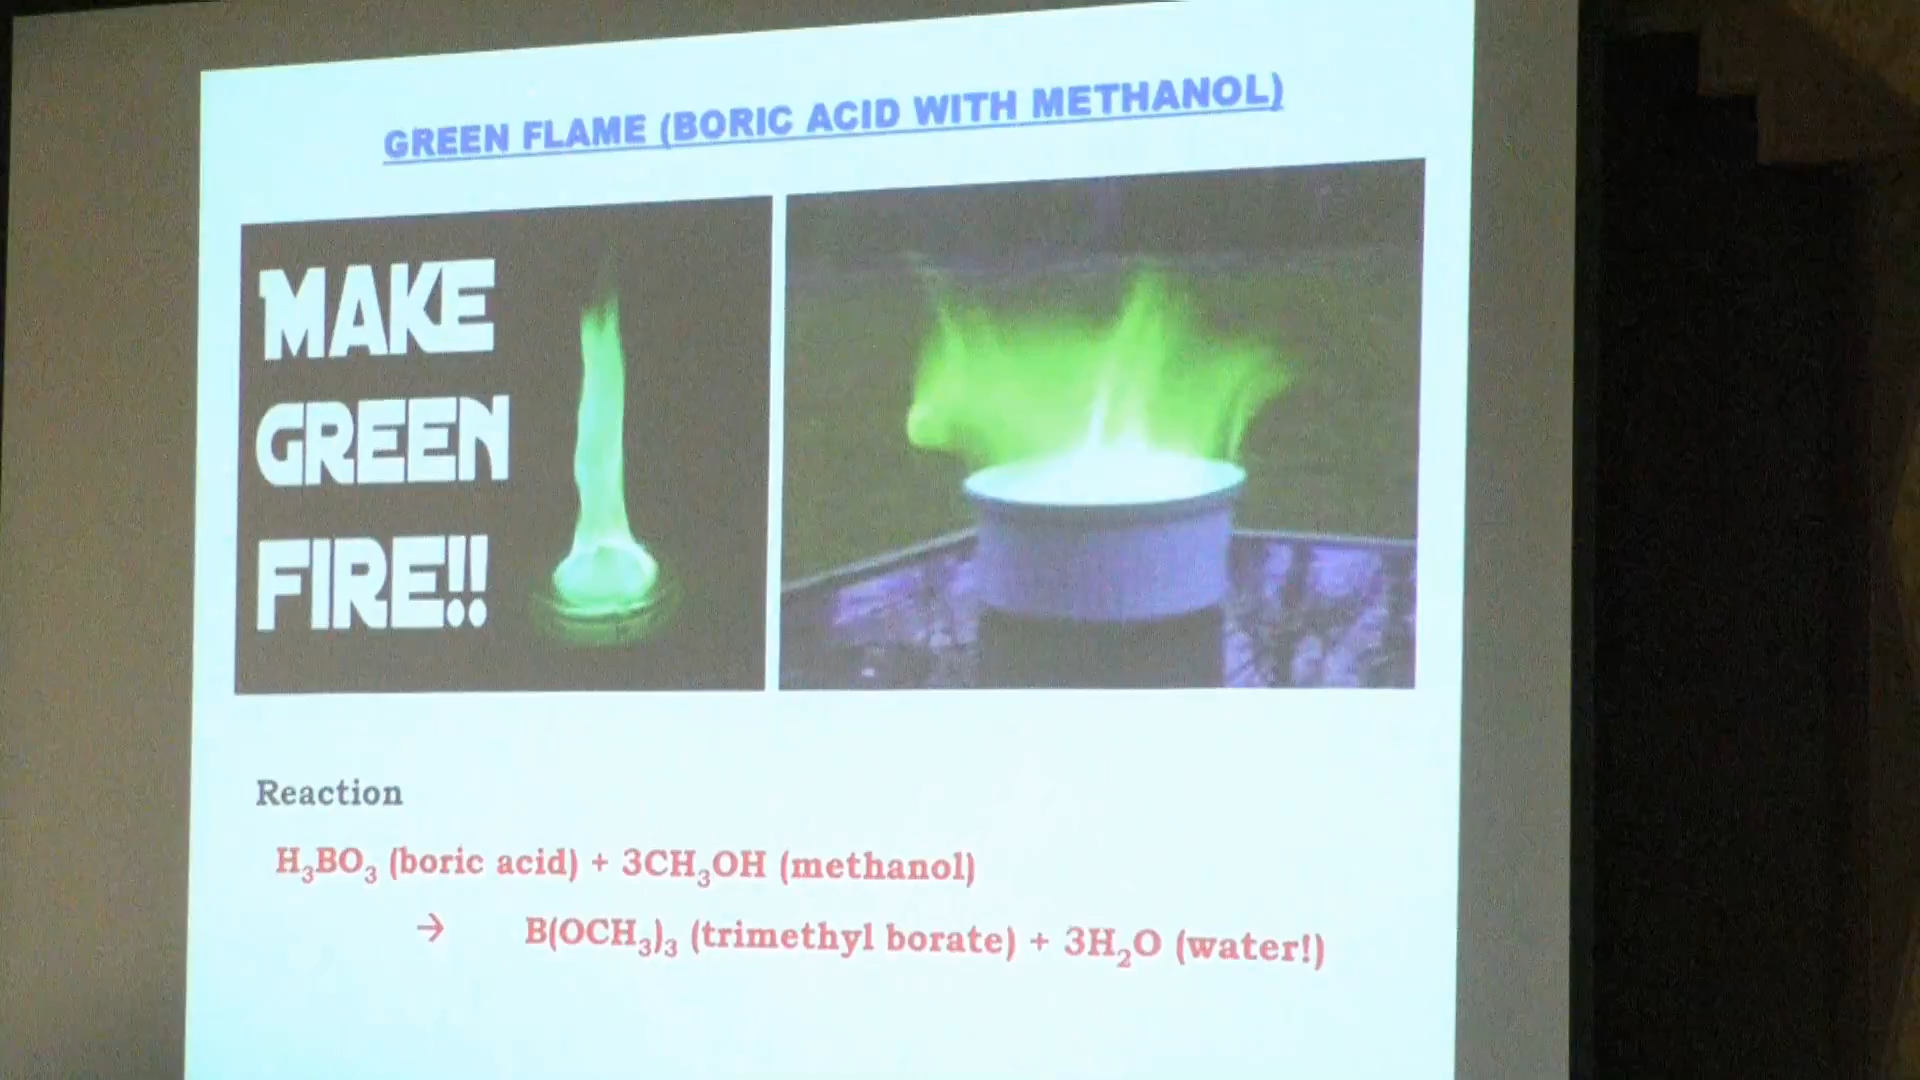 GREEN FLAME (BORIC ACID WITH METHANOL)
MAKE
GREEN
FIRE!!
Reaction
H₃BO₃ (boric acid) + 3CH₃OH (methanol)
→ B(OCH₃)₃ (trimethyl borate) + 3H₂O (water!)